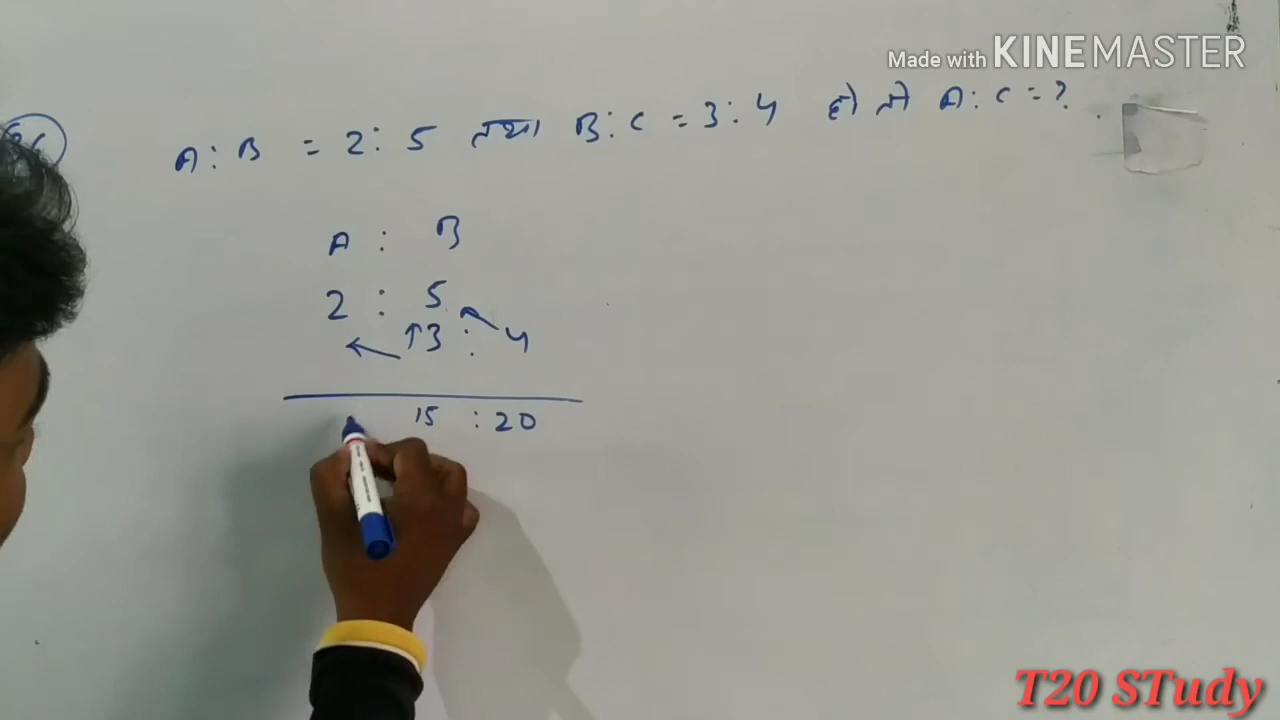 Made with KINEMASTER
A : B = 2 : 5 तथा B : C = 3 : 4 हो तो A : C = ?
A : B
2 : 5
↑3 : 4
15 : 20
T20 STudy